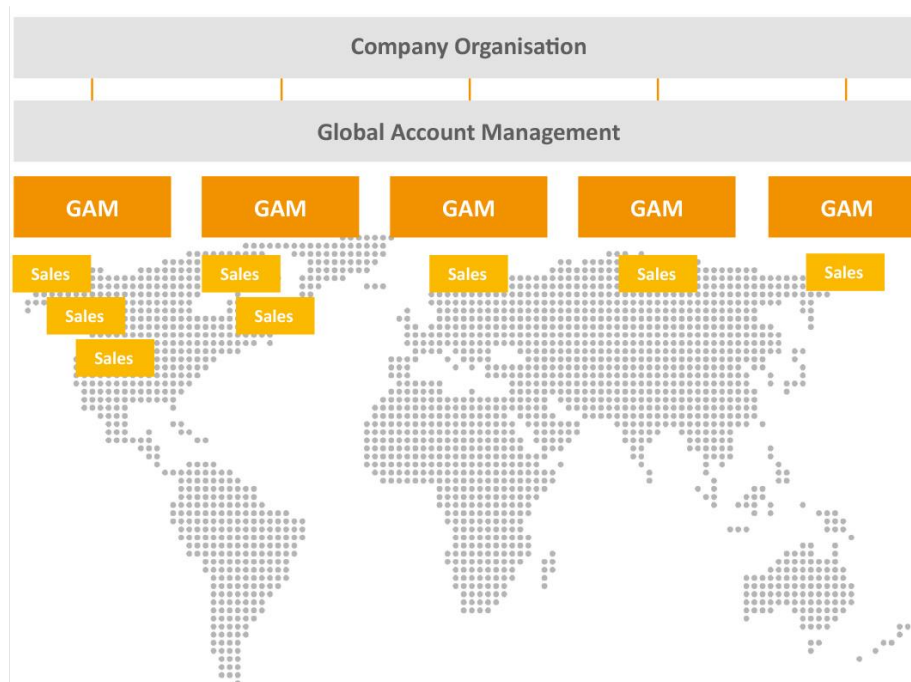 Company Organisation
Global Account Management
GAM GAM GAM GAM GAM
Sales Sales Sales Sales Sales
Sales Sales
Sales